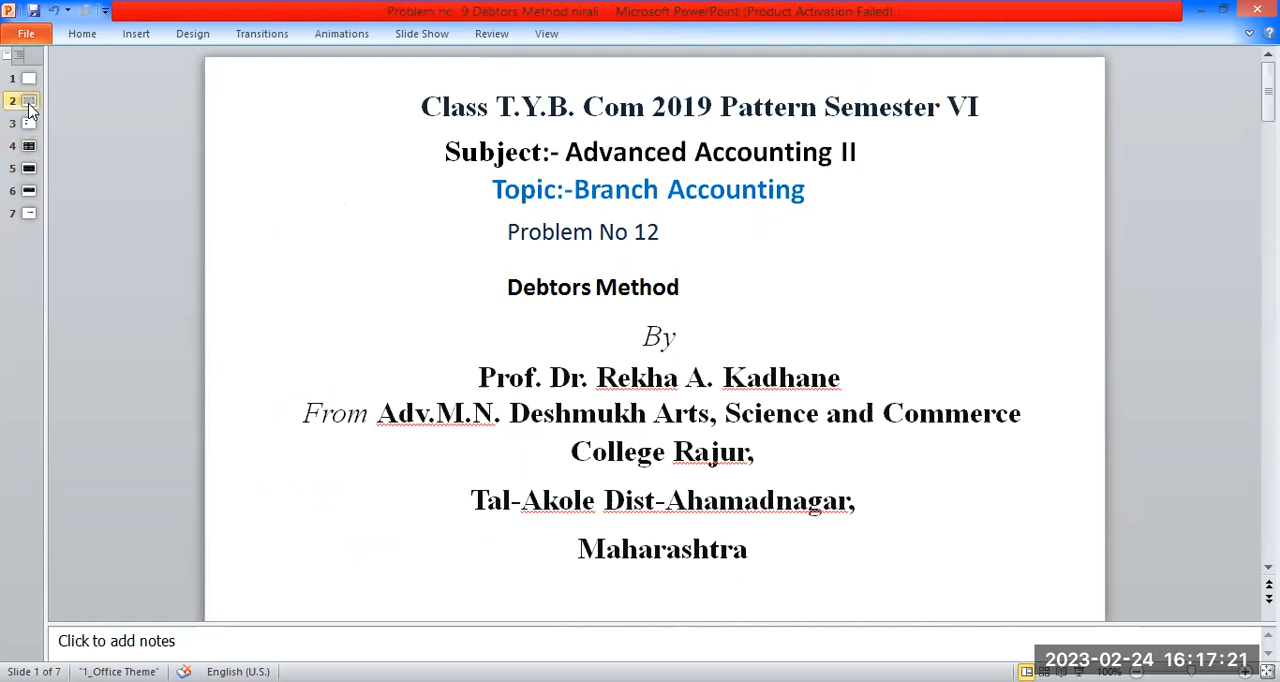 Problem no 9 Debtors Method nirali - Microsoft PowerPoint (Product Activation Failed)
File Home Insert Design Transitions Animations Slide Show Review View
1
2
3
4
5
6
7
Class T.Y.B. Com 2019 Pattern Semester VI
Subject:- Advanced Accounting II
Topic:-Branch Accounting
Problem No 12
Debtors Method
By
Prof. Dr. Rekha A. Kadhane
From Adv.M.N. Deshmukh Arts, Science and Commerce
College Rajur,
Tal-Akole Dist-Ahamadnagar,
Maharashtra
Click to add notes
2023-02-24 16:17:21
Slide 1 of 7 "1_Office Theme" English (U.S.) 100%